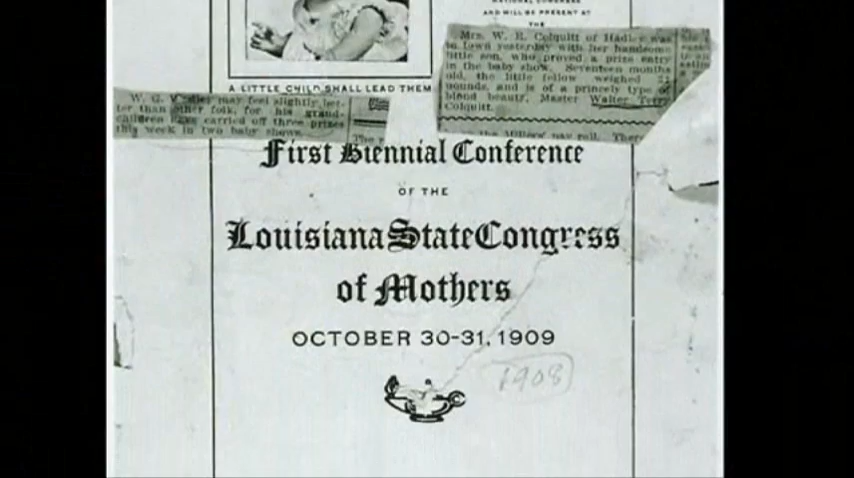 AND WILL BE PRESENT AT
THE
A LITTLE CHILD SHALL LEAD THEM
Mrs. W. E. Colquitt of Hadley was
in town yesterday with her handsome
little son, who proved a prize entry
in the baby show. Seventeen months
old, the little fellow weighed
pounds, and is of a princely type of
blond beauty, Master Walter Terry
Colquitt.
W. G. may feel slightly bet-
ter than other folk, for his grand-
children have carried off three prizes
this week in two baby shows.
First Biennial Conference
OF THE
Louisiana State Congress
of Mothers
OCTOBER 30-31, 1909
1908